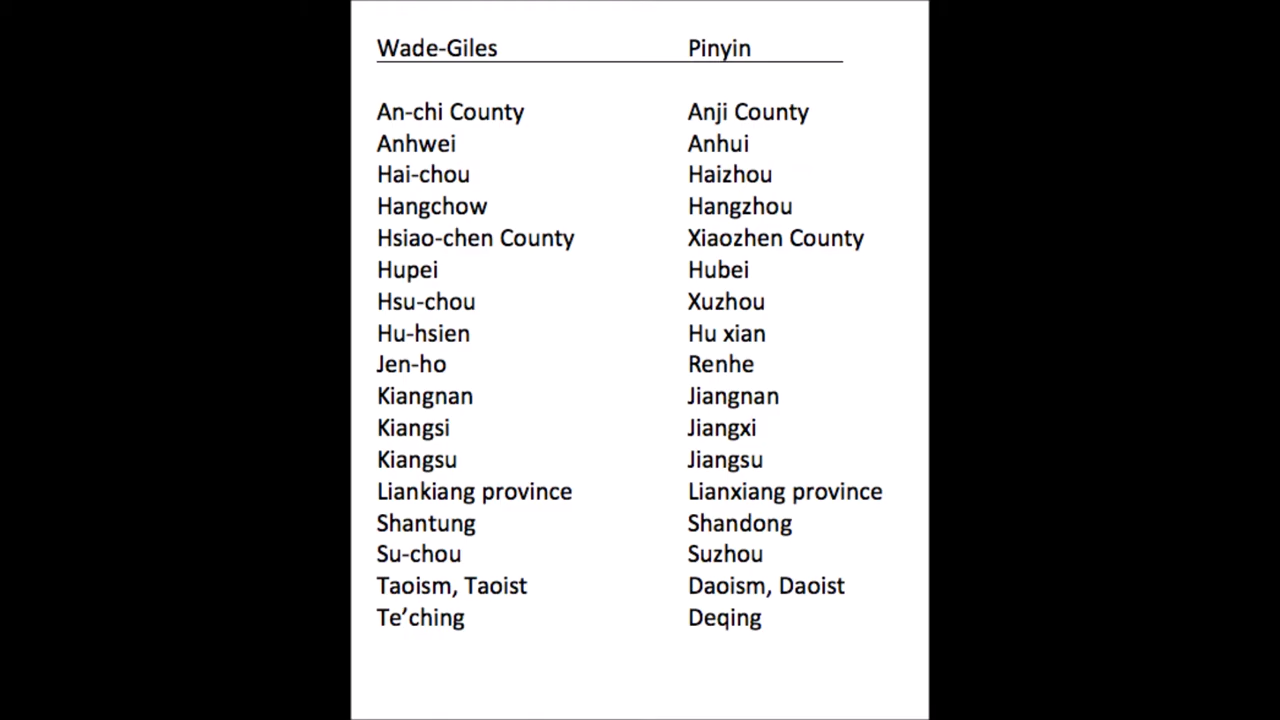 Wade-Giles Pinyin
An-chi County Anji County
Anhwei Anhui
Hai-chou Haizhou
Hangchow Hangzhou
Hsiao-chen County Xiaozhen County
Hupei Hubei
Hsu-chou Xuzhou
Hu-hsien Hu xian
Jen-ho Renhe
Kiangnan Jiangnan
Kiangsi Jiangxi
Kiangsu Jiangsu
Liankiang province Lianxiang province
Shantung Shandong
Su-chou Suzhou
Taoism, Taoist Daoism, Daoist
Te’ching Deqing